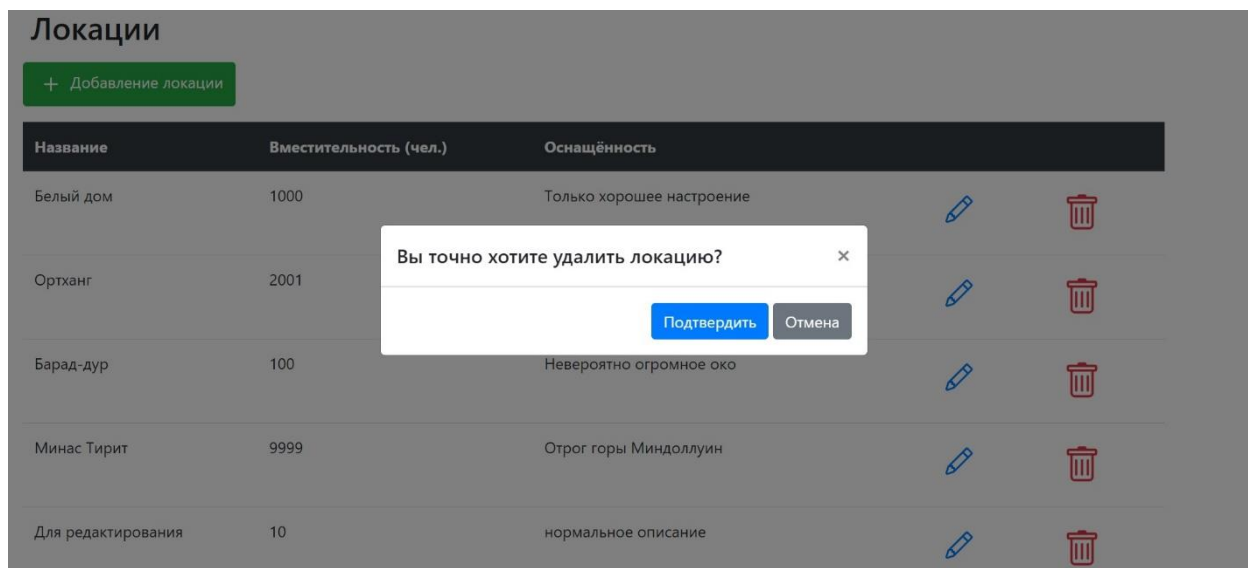 Локации
+ Добавление локации
Название Вместительность (чел.) Оснащённость
Белый дом 1000 Только хорошее настроение
Вы точно хотите удалить локацию? ×
Ортханг 2001
Подтвердить Отмена
Барад-дур 100 Невероятно огромное око
Минас Тирит 9999 Отрог горы Миндоллуин
Для редактирования 10 нормальное описание